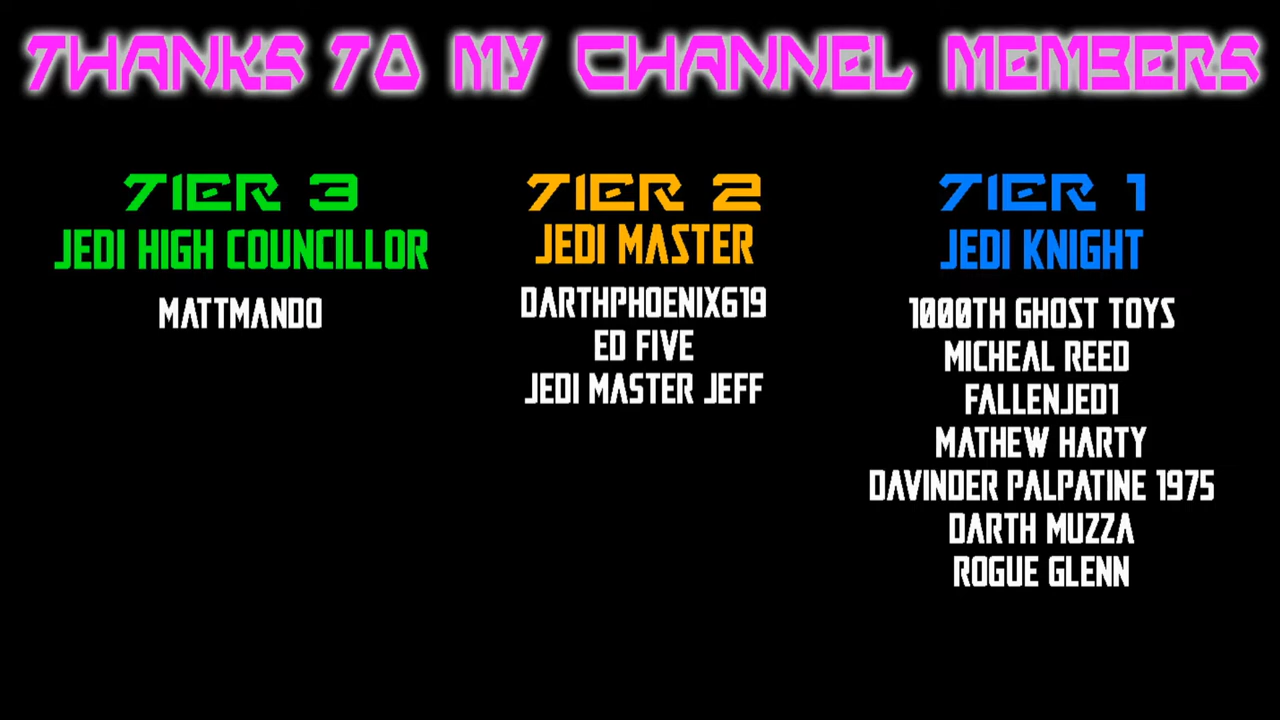 THANKS TO MY CHANNEL MEMBERS
TIER 3
JEDI HIGH COUNCILLOR
MATTMANDO
TIER 2
JEDI MASTER
DARTHPHOENIX619
ED FIVE
JEDI MASTER JEFF
TIER 1
JEDI KNIGHT
1000TH GHOST TOYS
MICHEAL REED
FALLENJED1
MATHEW HARTY
DAVINDER PALPATINE 1975
DARTH MUZZA
ROGUE GLENN